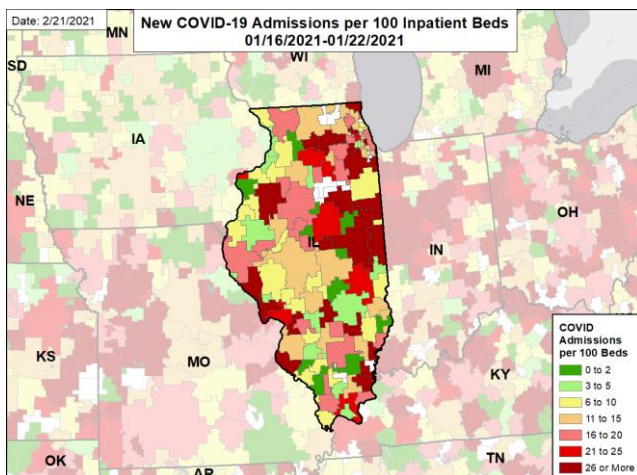 Date: 2/21/2021
New COVID-19 Admissions per 100 Inpatient Beds
01/16/2021-01/22/2021
MN
SD
WI
MI
IA
NE
IL
IN
OH
KS
MO
KY
OK
AR
TN
COVID
Admissions
per 100 Beds
0 to 2
3 to 5
6 to 10
11 to 15
16 to 20
21 to 25
26 or More